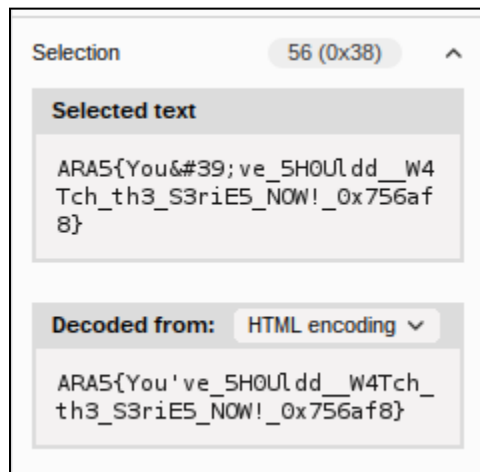 Selection 56 (0x38)
Selected text
ARA5{You&#39;ve_5H0Uldd__W4
Tch_th3_S3riE5_NOW!_0x756af
8}
Decoded from: HTML encoding
ARA5{You've_5H0Uldd__W4Tch_
th3_S3riE5_NOW!_0x756af8}